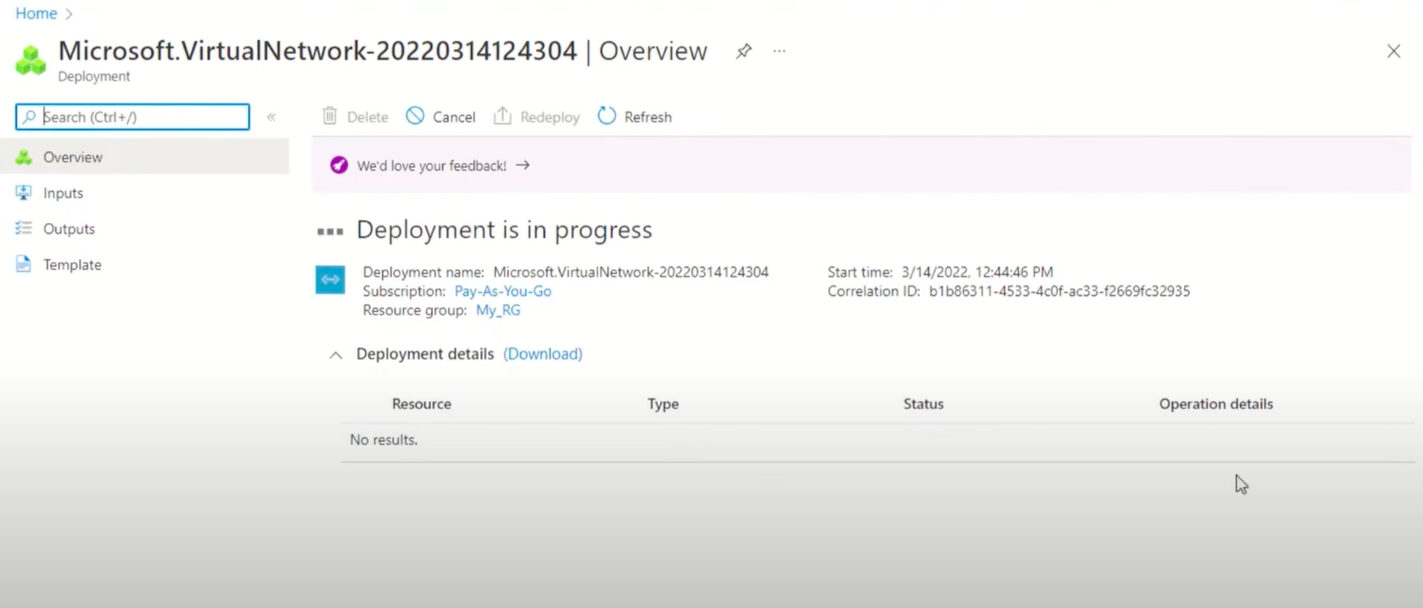 Home >
Microsoft.VirtualNetwork-20220314124304 | Overview ...
Deployment
Search (Ctrl+/) «
Delete Cancel Redeploy Refresh
Overview
Inputs
Outputs
Template
We'd love your feedback! →
Deployment is in progress
Deployment name: Microsoft.VirtualNetwork-20220314124304
Subscription: Pay-As-You-Go
Resource group: My_RG
Start time: 3/14/2022, 12:44:46 PM
Correlation ID: b1b86311-4533-4c0f-ac33-f2669fc32935
Deployment details (Download)
Resource Type Status Operation details
No results.